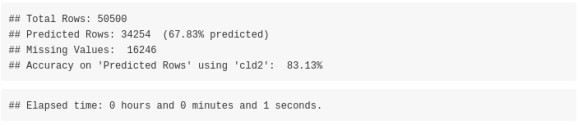 ## Total Rows: 50500
## Predicted Rows: 34254  (67.83% predicted)
## Missing Values:  16246
## Accuracy on 'Predicted Rows' using 'cld2':  83.13%
## Elapsed time: 0 hours and 0 minutes and 1 seconds.